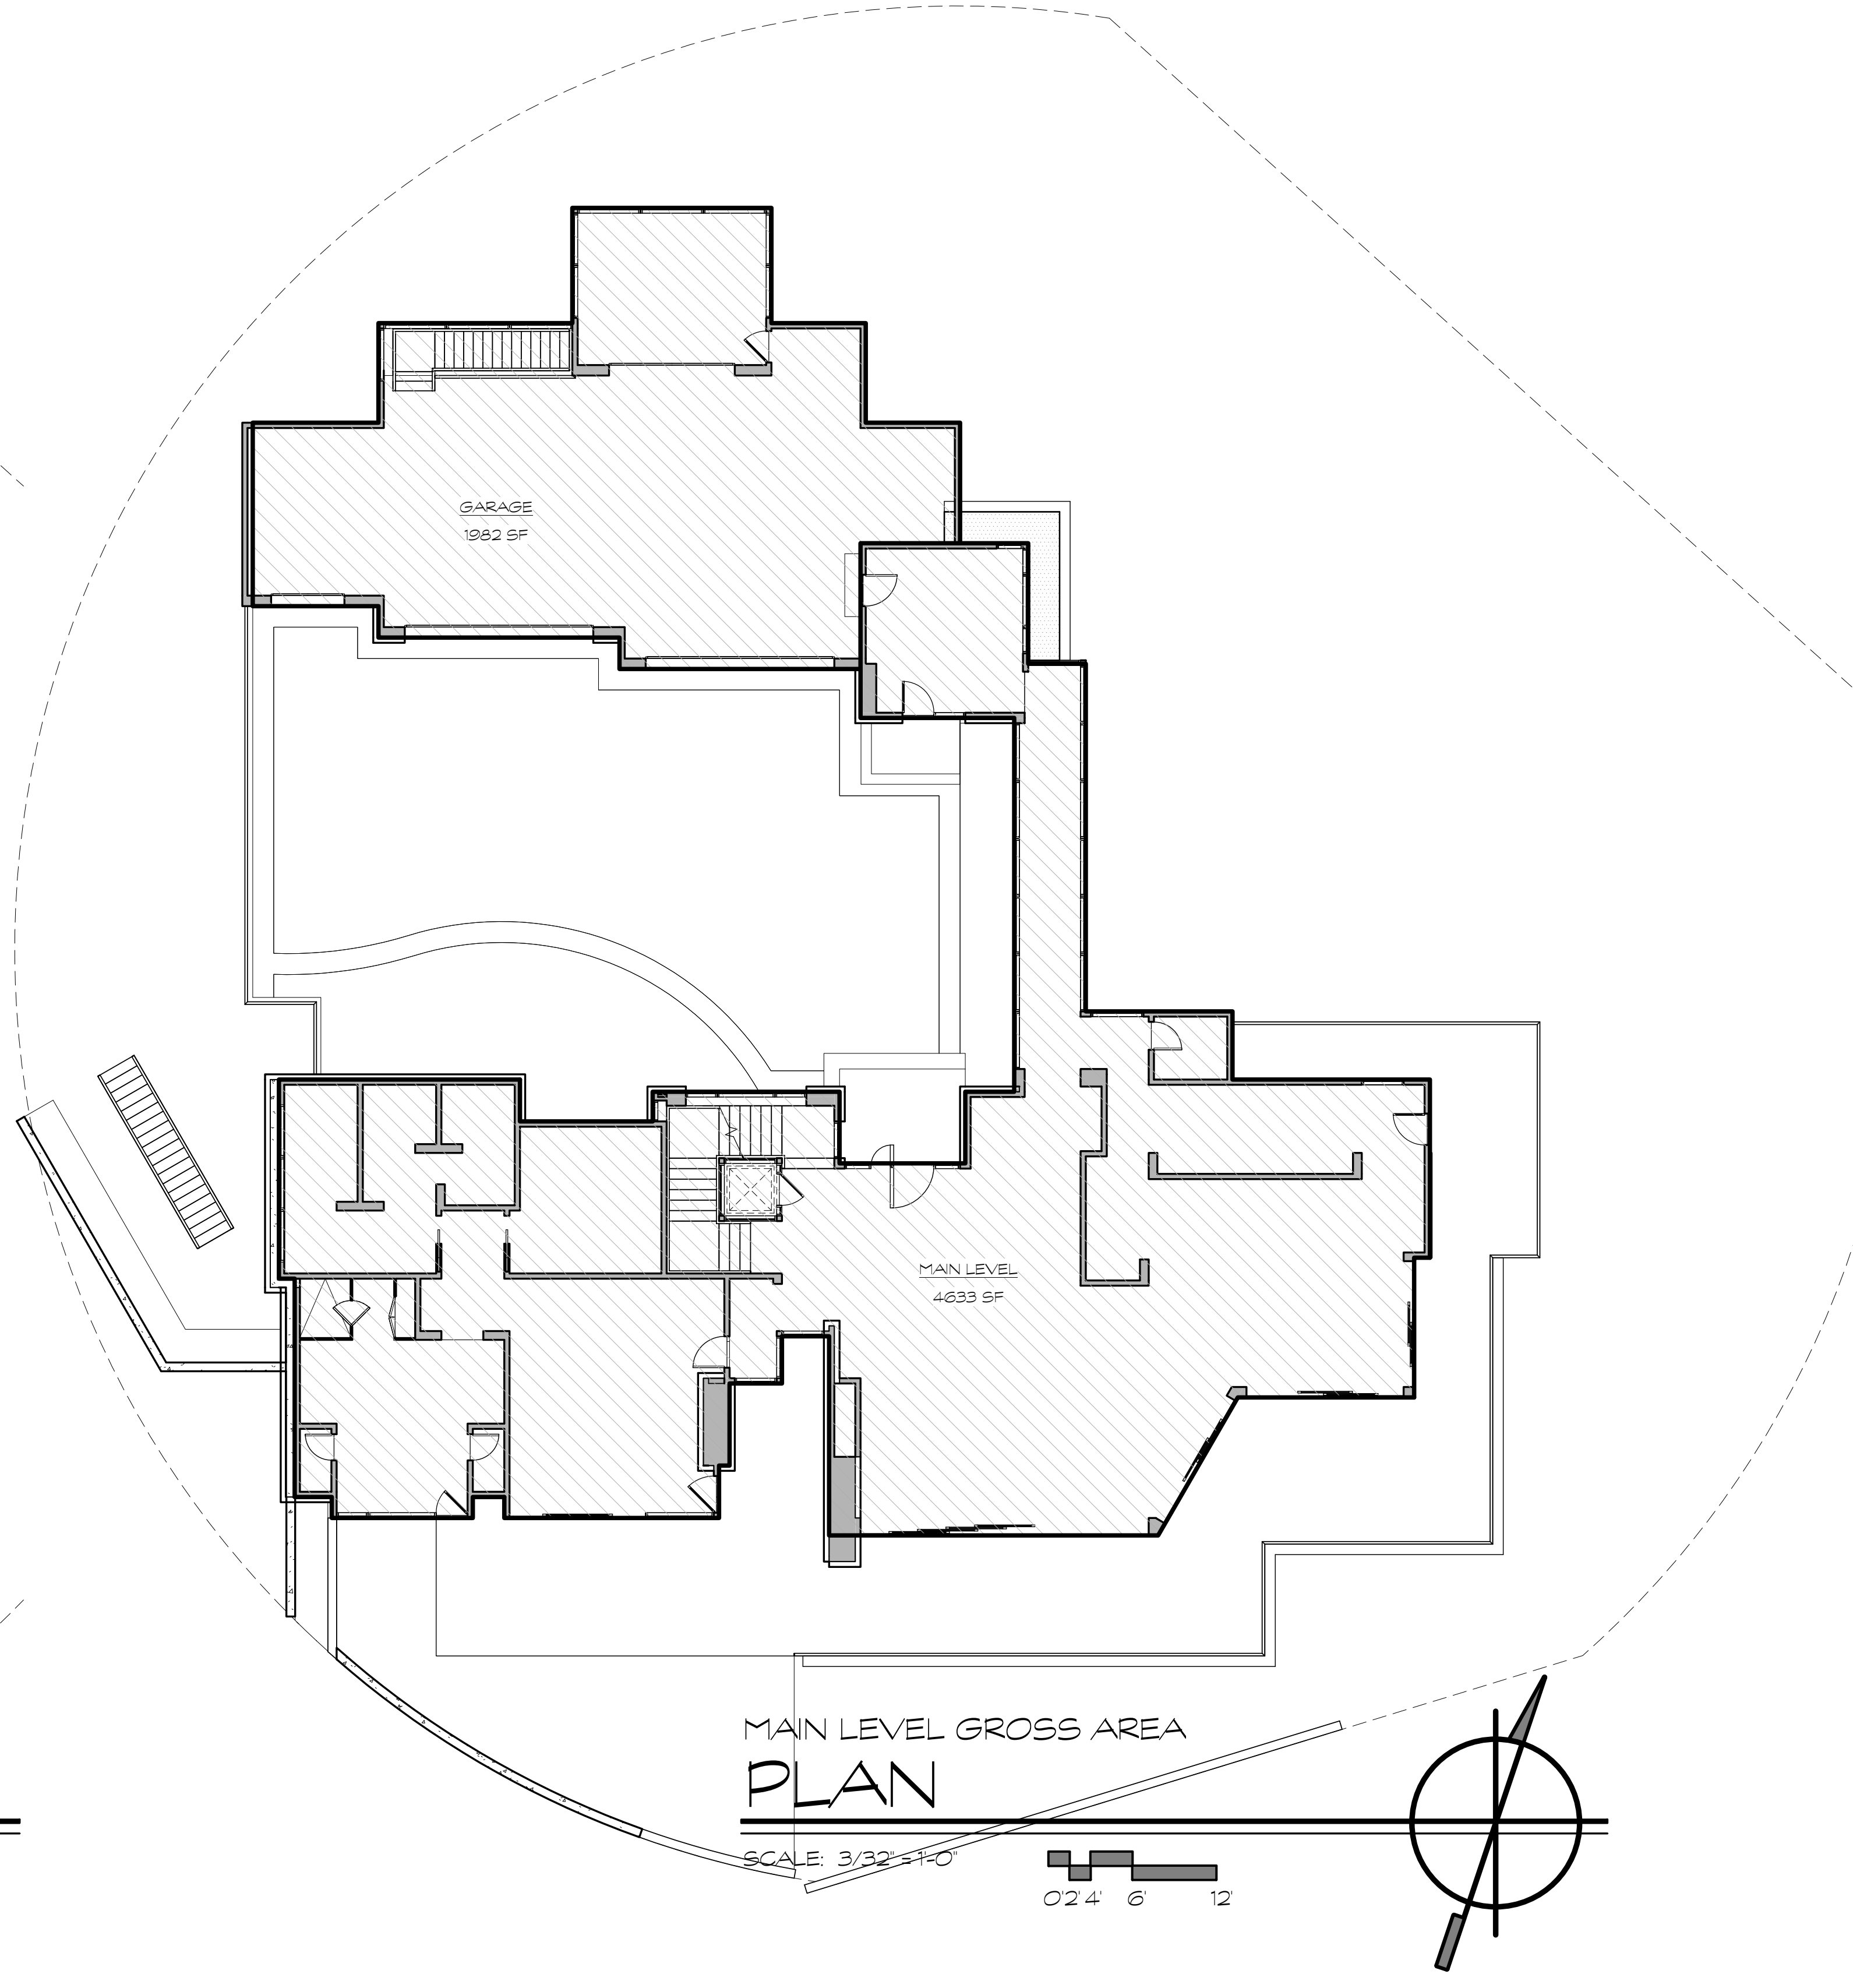 GARAGE
1982 SF
MAIN LEVEL
4633 SF
MAIN LEVEL GROSS AREA
PLAN
SCALE: 3/32" = 1'-0"
0' 2' 4' 6' 12'